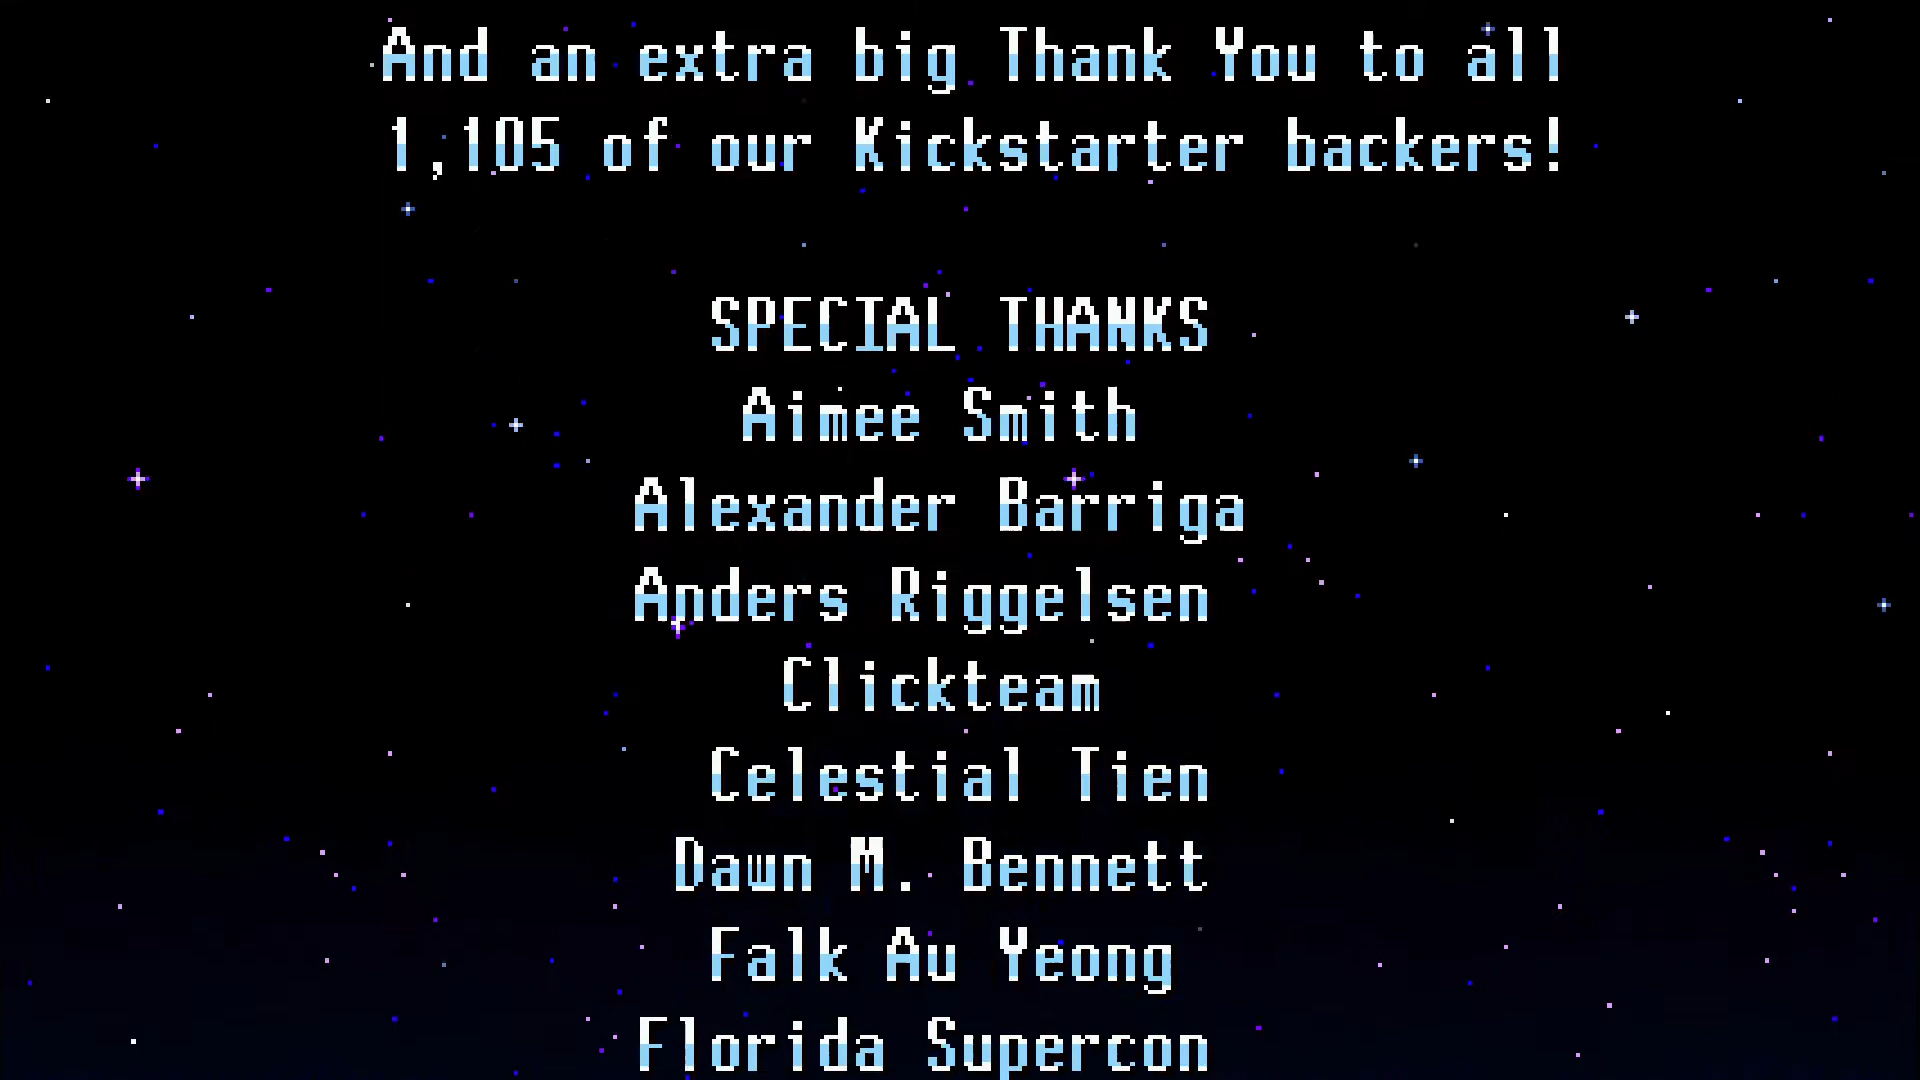 And an extra big Thank You to all
1,105 of our Kickstarter backers!
SPECIAL THANKS
Aimee Smith
Alexander Barriga
Anders Riggelsen
Clickteam
Celestial Tien
Dawn M. Bennett
Falk Au Yeong
Florida Supercon